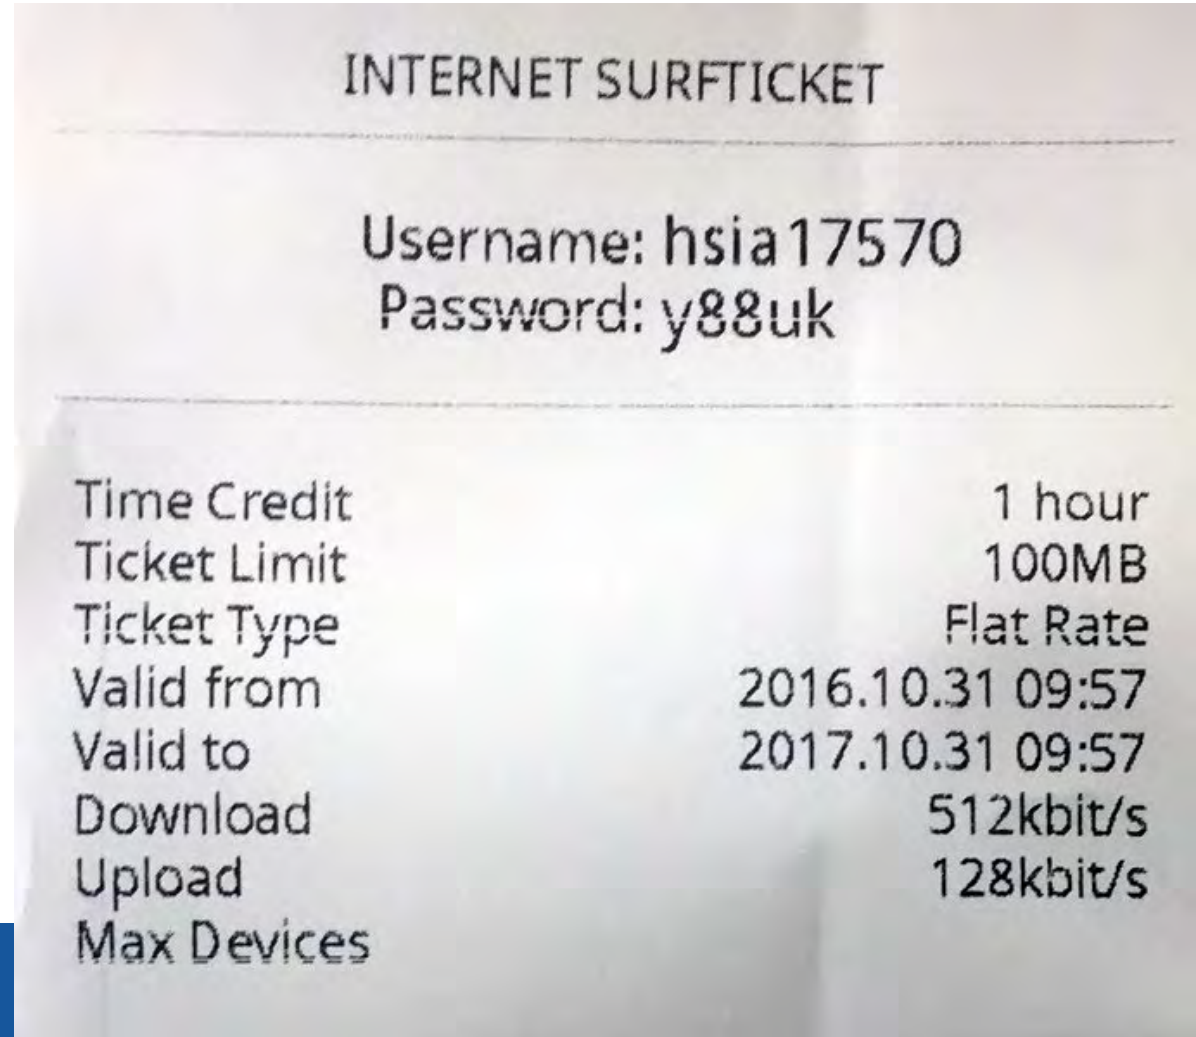 INTERNET SURFTICKET
Username: hsia17570
Password: y88uk
Time Credit 1 hour
Ticket Limit 100MB
Ticket Type Flat Rate
Valid from 2016.10.31 09:57
Valid to 2017.10.31 09:57
Download 512kbit/s
Upload 128kbit/s
Max Devices